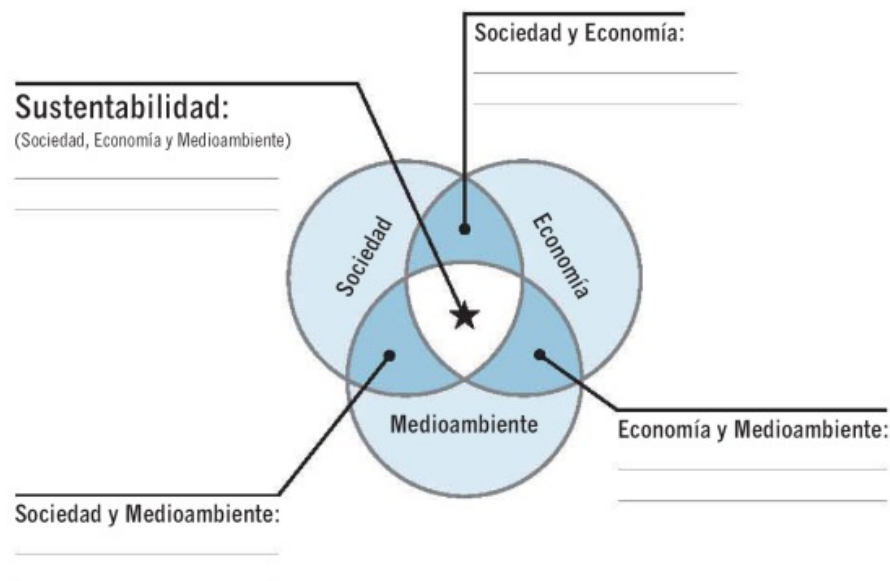 Sociedad y Economía:
Sustentabilidad:
(Sociedad, Economía y Medioambiente)
Sociedad
Economía
Medioambiente
Economía y Medioambiente:
Sociedad y Medioambiente: